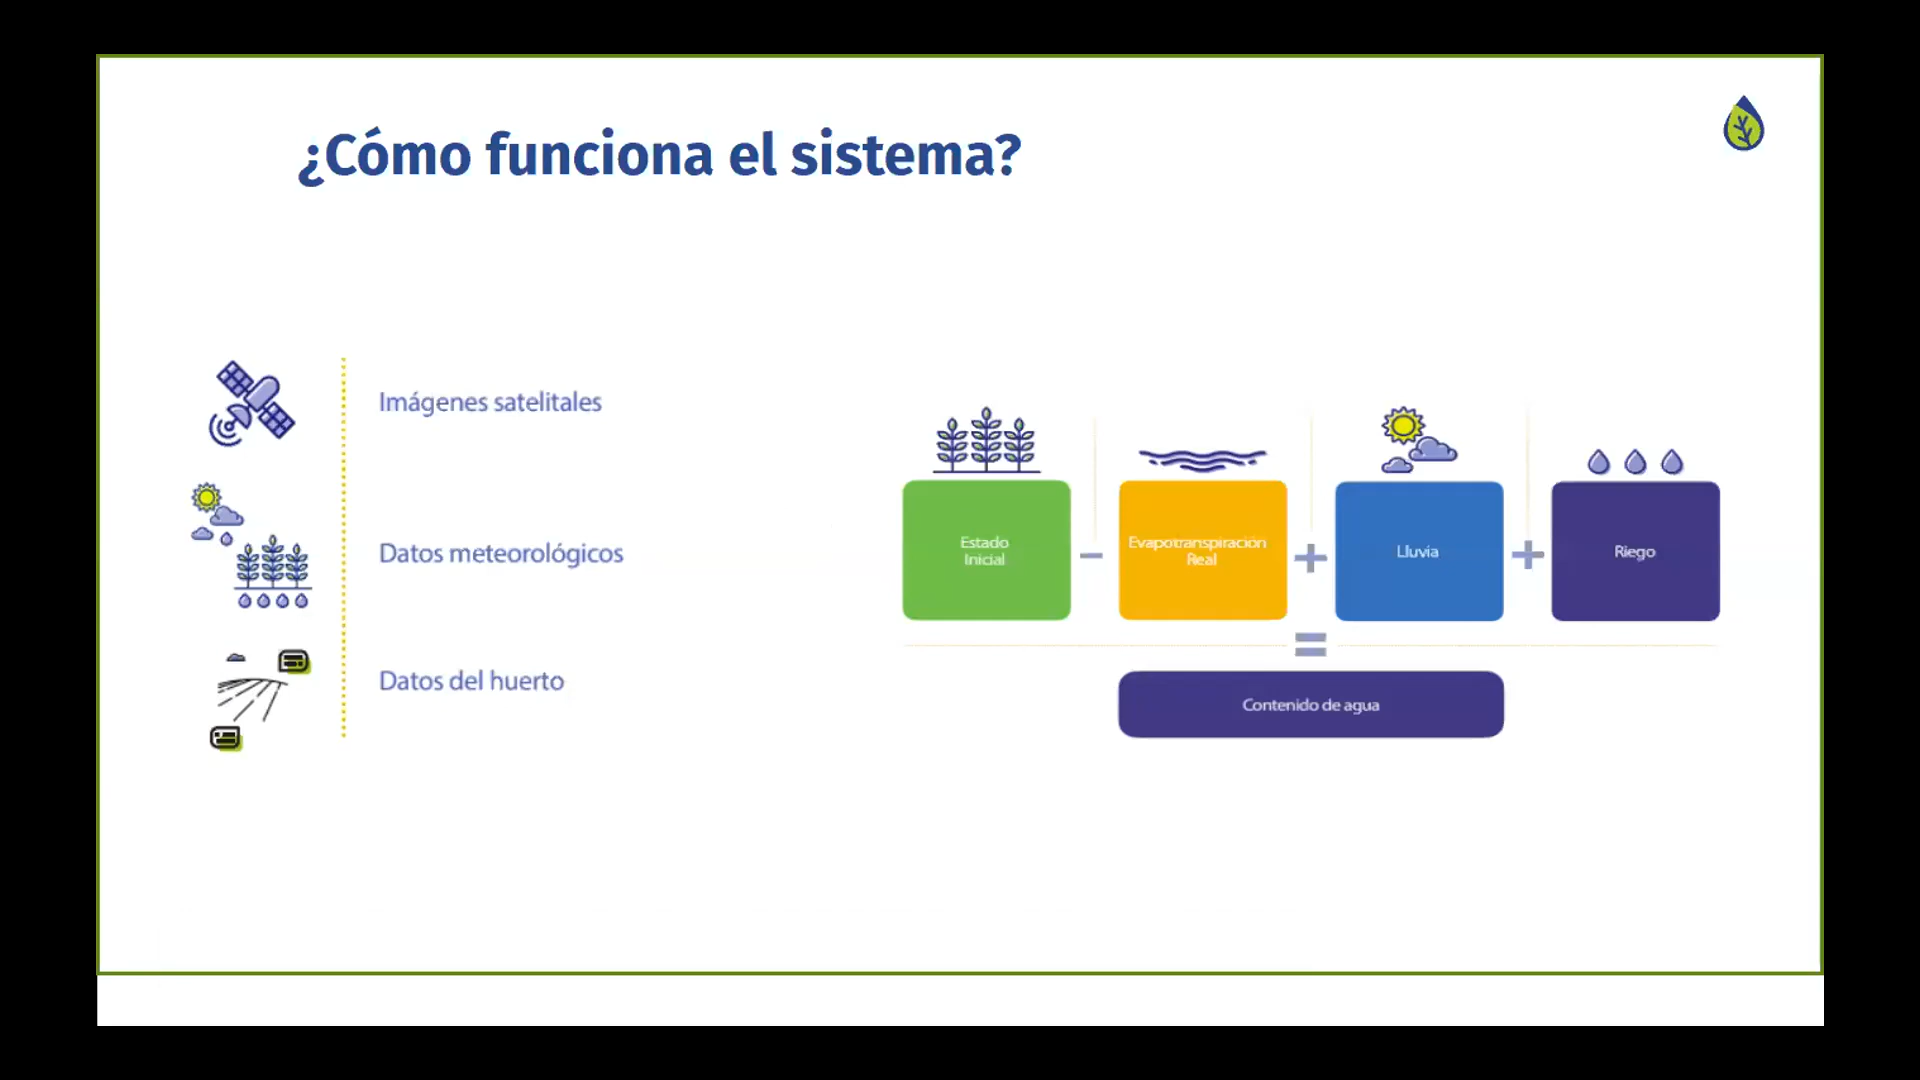 ¿Cómo funciona el sistema?
Imágenes satelitales
Datos meteorológicos
Datos del huerto
Estado
Inicial
−
Evapotranspiración
Real
+
Lluvia
+
Riego
=
Contenido de agua